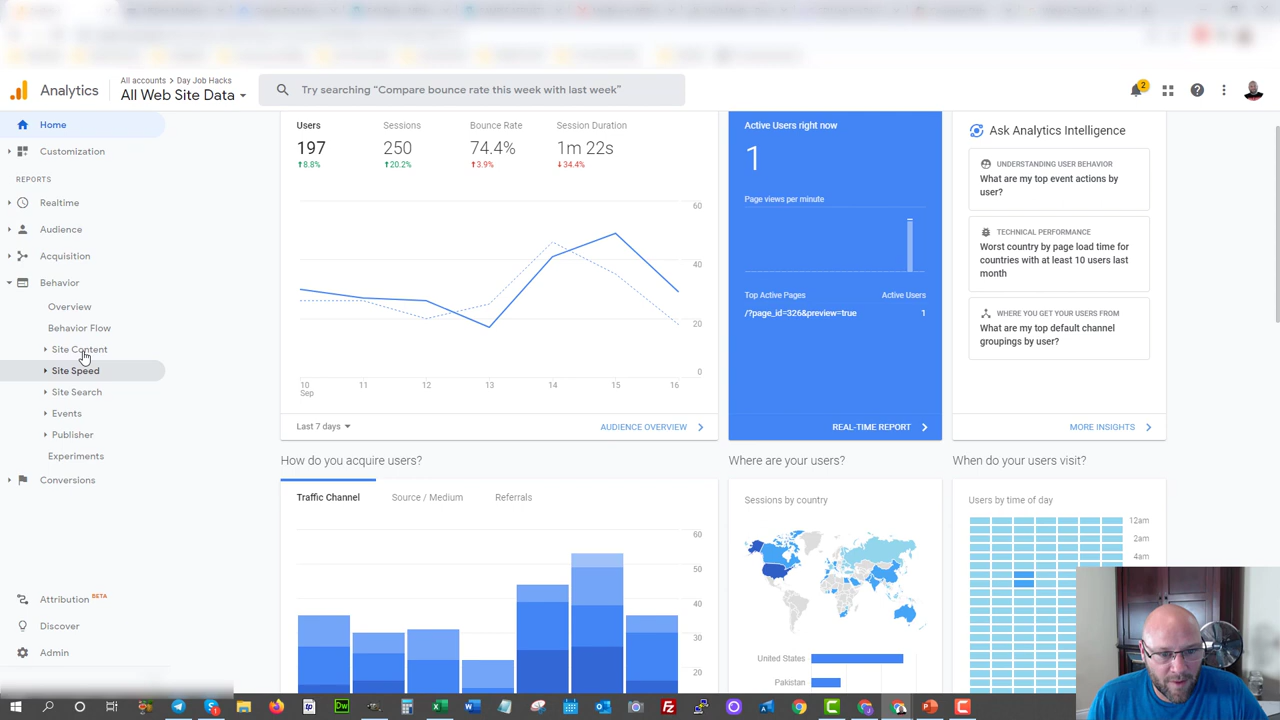 All accounts > Day Job Hacks
Analytics
All Web Site Data
Try searching “Compare bounce rate this week with last week”
2
Home
Customization
REPORTS
Realtime
Audience
Acquisition
Behavior
Overview
Behavior Flow
Site Content
Site Speed
Site Search
Events
Publisher
Experiments
Conversions
Attribution BETA
Discover
Admin
Users
Sessions
Bounce Rate
Session Duration
197
250
74.4%
1m 22s
↑8.8%
↑20.2%
↑3.9%
↓34.4%
60
40
20
0
10 11 12 13 14 15 16
Sep
Last 7 days
AUDIENCE OVERVIEW
Active Users right now
1
Page views per minute
Top Active Pages
Active Users
/?page_id=326&preview=true
1
REAL-TIME REPORT
Ask Analytics Intelligence
UNDERSTANDING USER BEHAVIOR
What are my top event actions by
user?
TECHNICAL PERFORMANCE
Worst country by page load time for
countries with at least 10 users last
month
WHERE YOU GET YOUR USERS FROM
What are my top default channel
groupings by user?
MORE INSIGHTS
How do you acquire users?
Traffic Channel
Source / Medium
Referrals
60
50
40
30
20
Where are your users?
Sessions by country
United States
Pakistan
When do your users visit?
Users by time of day
12am
2am
4am